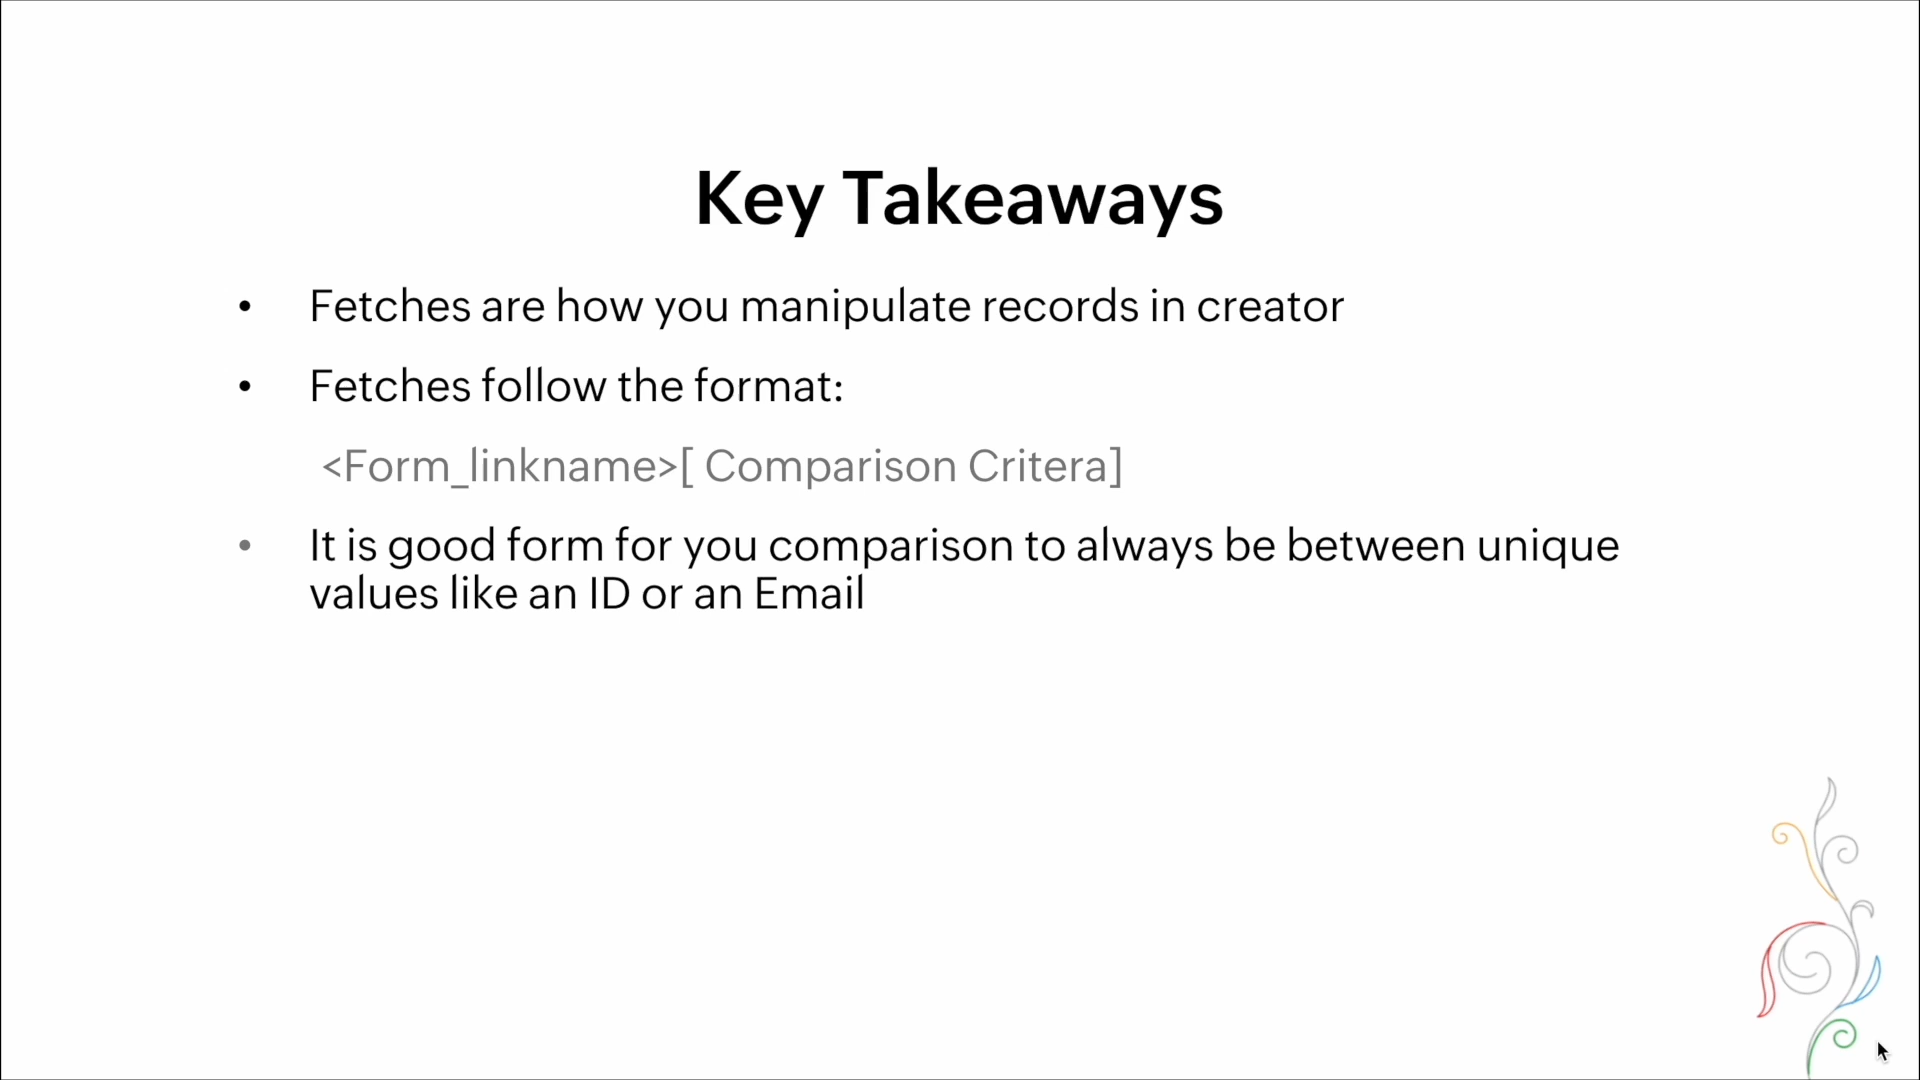 Key Takeaways
• Fetches are how you manipulate records in creator
• Fetches follow the format:
<Form_linkname>[ Comparison Critera]
• It is good form for you comparison to always be between unique
values like an ID or an Email